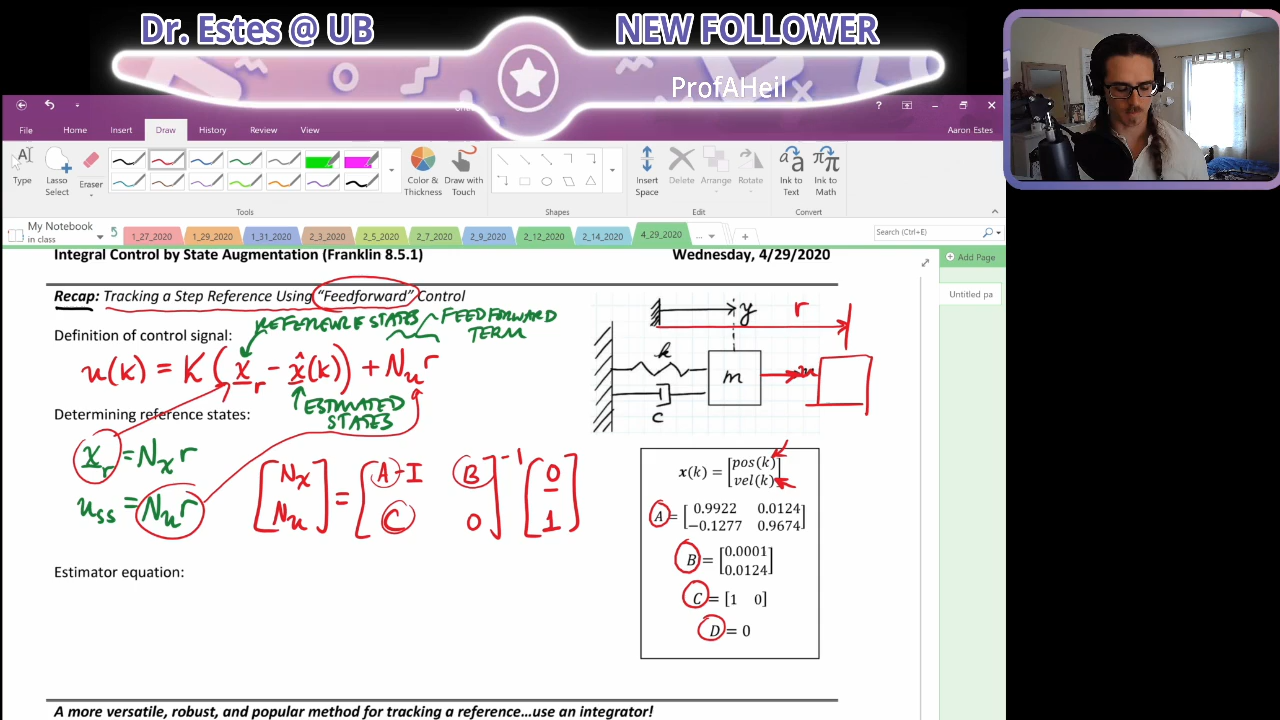 Dr. Estes @ UB
NEW FOLLOWER
ProfAHeil
Aaron Estes
File Home Insert Draw History Review View
Type
Lasso Select
Eraser
Color & Thickness
Draw with Touch
Insert Space
Delete
Arrange
Rotate
Ink to Text
Ink to Math
Tools
Shapes
Edit
Convert
My Notebook
in class
1_27_2020 1_29_2020 1_31_2020 2_3_2020 2_5_2020 2_7_2020 2_9_2020 2_12_2020 2_14_2020 4_29_2020 ...
Search (Ctrl+E)
Add Page
Untitled pa
Integral Control by State Augmentation (Franklin 8.5.1)
Wednesday, 4/29/2020
Recap: Tracking a Step Reference Using "Feedforward" Control
Definition of control signal:
REFERENCE STATES
FEEDFORWARD TERM
u(k) = K(x_r - x̂(k)) + N_u r
ESTIMATED STATES
Determining reference states:
x_r = N_x r
u_ss = N_u r
[N_x N_u] = [A-I B C 0]^-1 [0 1]
y
r
k
m
c
x(k) = [pos(k) vel(k)]
A = [0.9922 0.0124 −0.1277 0.9674]
B = [0.0001 0.0124]
C = [1 0]
D = 0
Estimator equation:
A more versatile, robust, and popular method for tracking a reference...use an integrator!